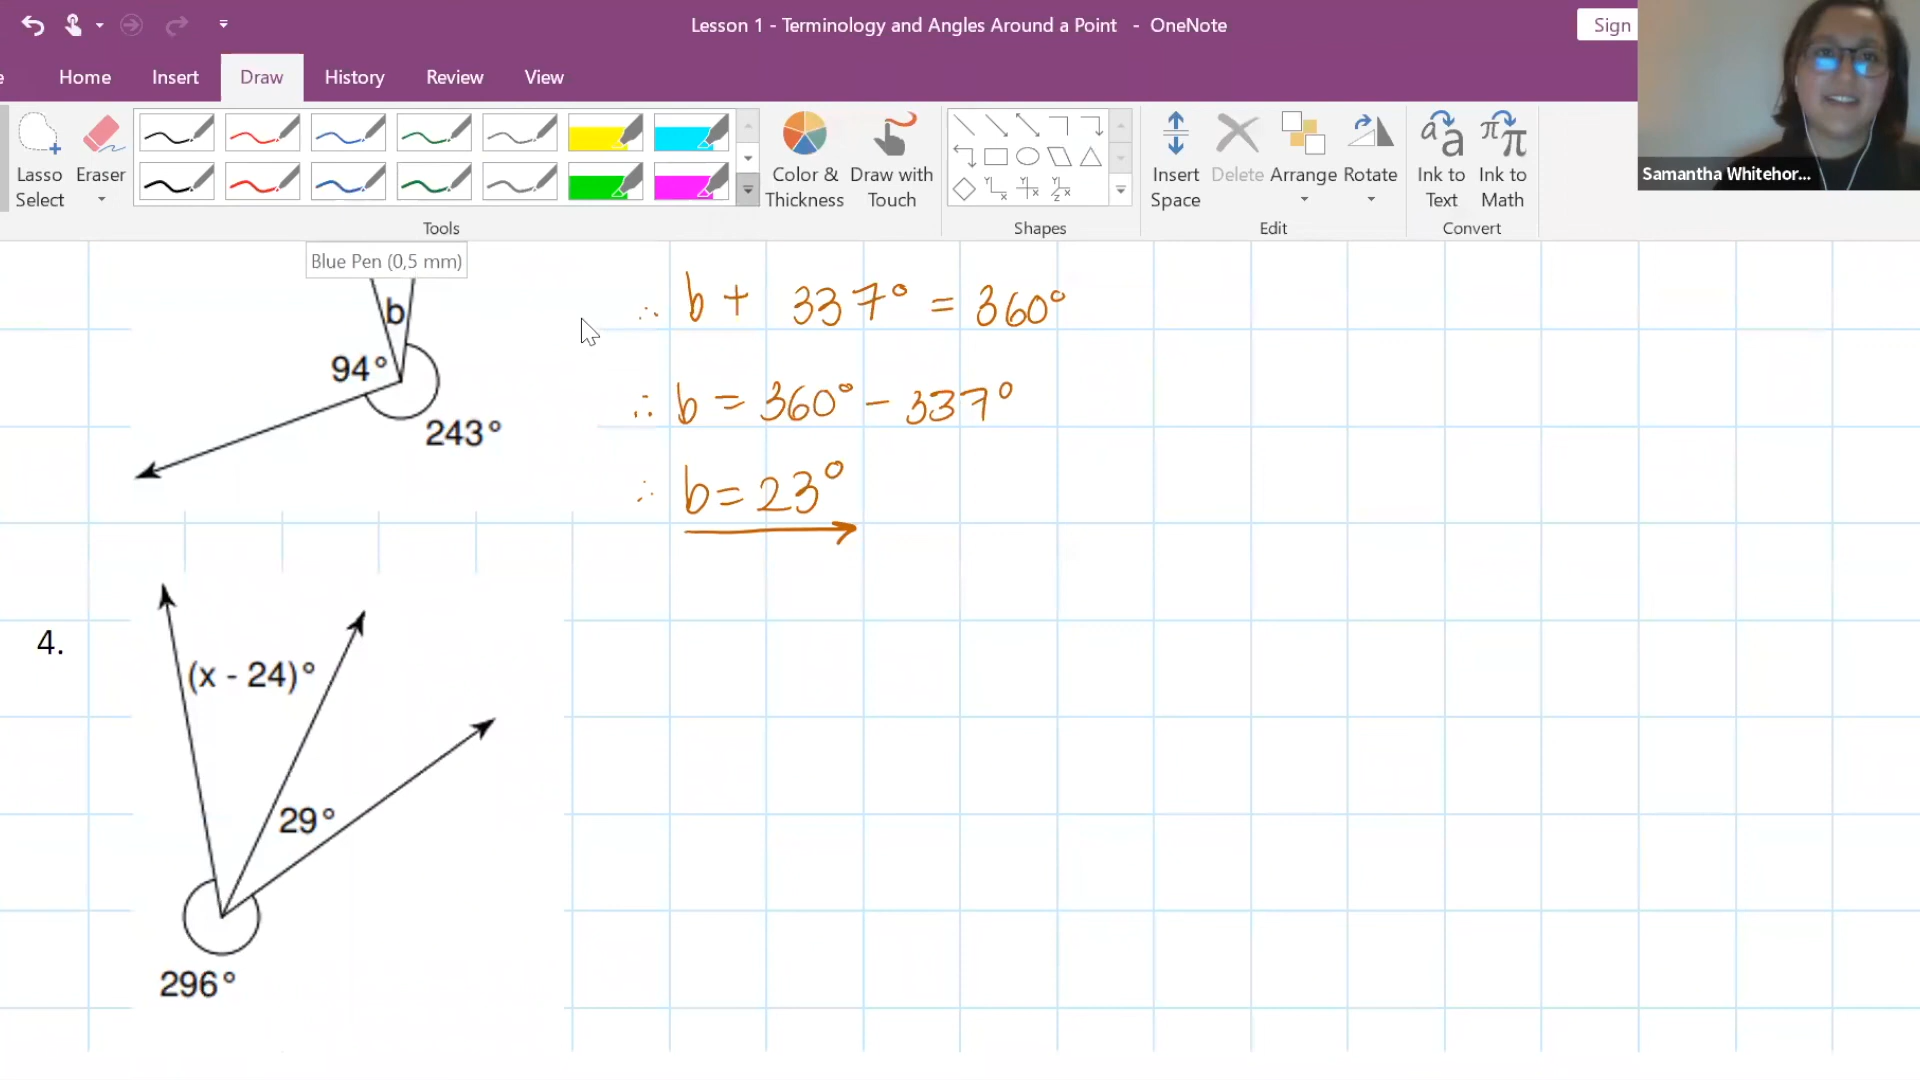 Lesson 1 - Terminology and Angles Around a Point - OneNote
Sign
Home Insert Draw History Review View
Lasso Select
Eraser
Color & Thickness
Draw with Touch
Insert Space
Delete
Arrange
Rotate
Ink to Text
Ink to Math
Samantha Whitehor...
Tools Shapes Edit Convert
Blue Pen (0,5 mm)
b
94°
243°
∴ b + 337° = 360°
∴ b = 360° - 337°
∴ b = 23°
4.
(x - 24)°
29°
296°